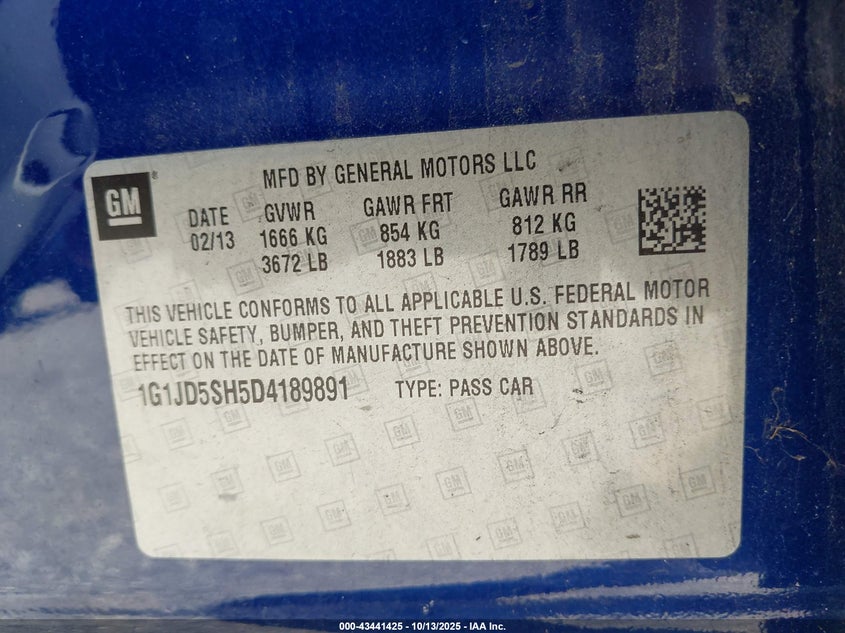 GM ®
MFD BY GENERAL MOTORS LLC
DATE GVWR GAWR FRT GAWR RR
02/13 1666 KG 854 KG 812 KG
3672 LB 1883 LB 1789 LB
THIS VEHICLE CONFORMS TO ALL APPLICABLE U.S. FEDERAL MOTOR
VEHICLE SAFETY, BUMPER, AND THEFT PREVENTION STANDARDS IN
EFFECT ON THE DATE OF MANUFACTURE SHOWN ABOVE.
1G1JD5SH5D4189891 TYPE: PASS CAR
000-43441425 - 10/13/2025 - IAA Inc.